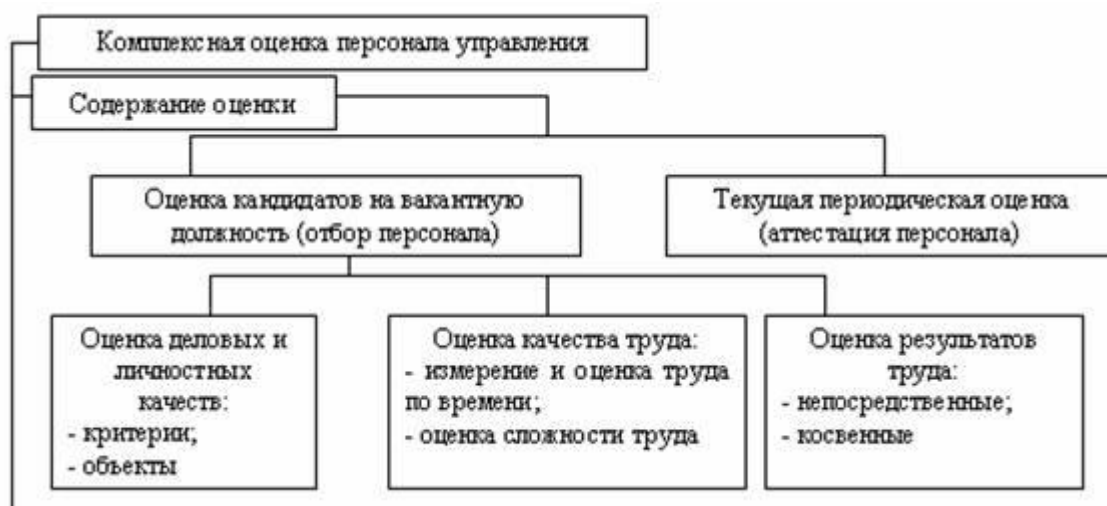 Комплексная оценка персонала управления
Содержание оценки
Оценка кандидатов на вакантную
должность (отбор персонала)
Текущая периодическая оценка
(аттестация персонала)
Оценка деловых и
личностных
качеств:
- критерии;
- объекты
Оценка качества труда:
- измерение и оценка труда
по времени;
- оценка сложности труда
Оценка результатов
труда:
- непосредственные;
- косвенные